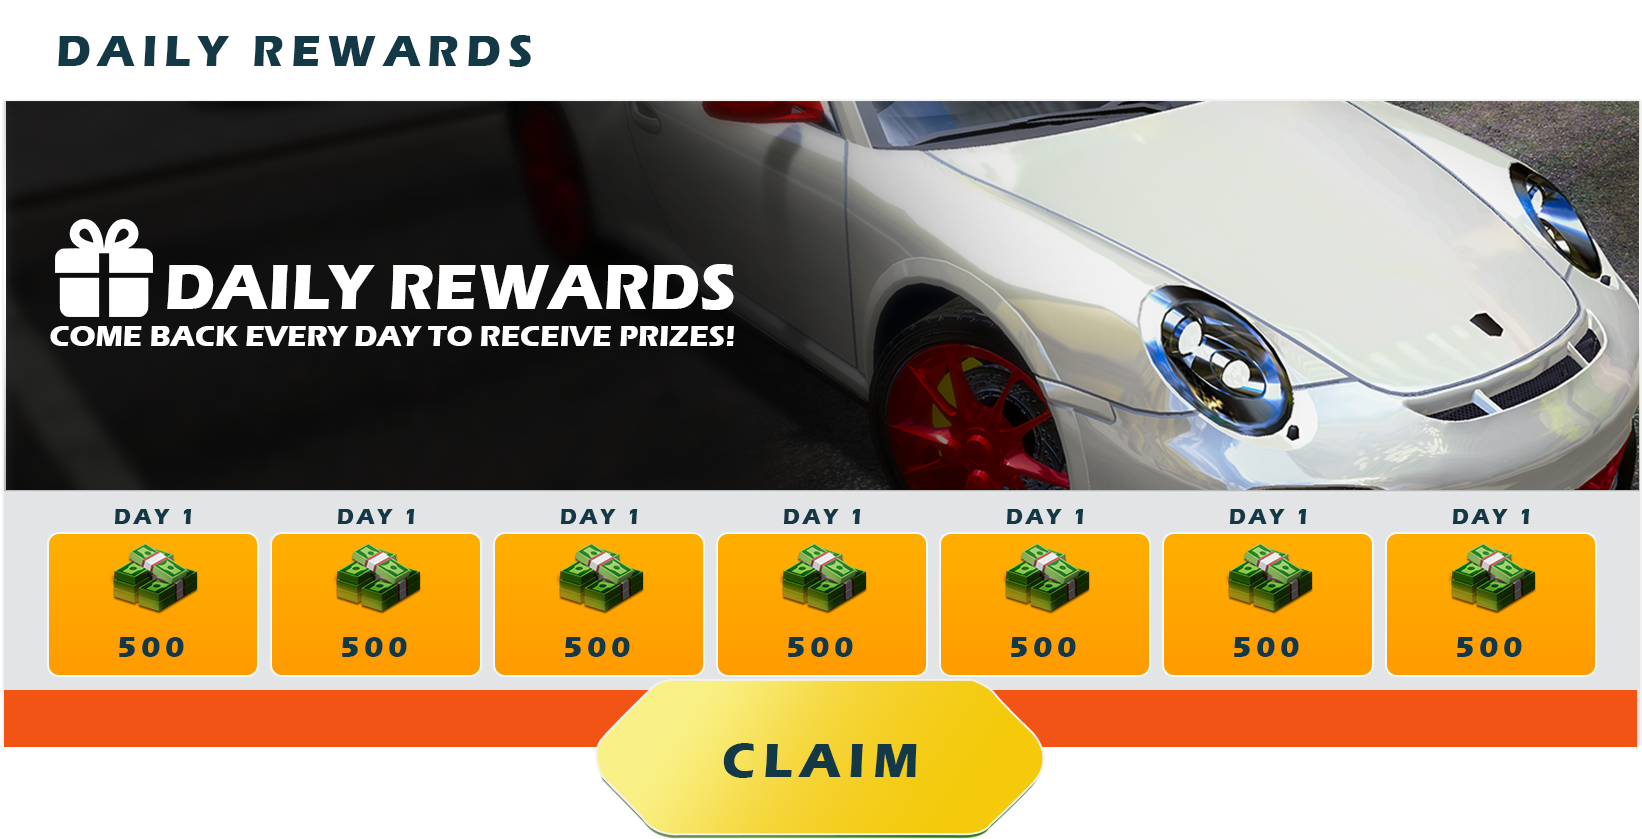 DAILY REWARDS
DAILY REWARDS
COME BACK EVERY DAY TO RECEIVE PRIZES!
DAY 1 DAY 1 DAY 1 DAY 1 DAY 1 DAY 1 DAY 1
500 500 500 500 500 500 500
CLAIM